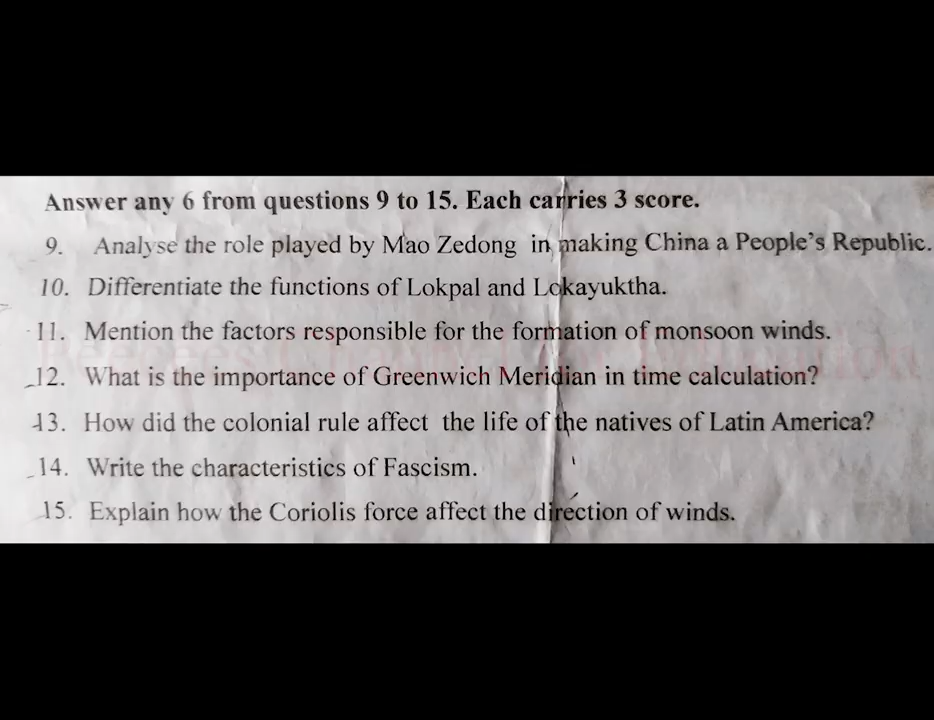 Answer any 6 from questions 9 to 15. Each carries 3 score.
9. Analyse the role played by Mao Zedong in making China a People's Republic.
10. Differentiate the functions of Lokpal and Lokayuktha.
11. Mention the factors responsible for the formation of monsoon winds.
12. What is the importance of Greenwich Meridian in time calculation?
13. How did the colonial rule affect the life of the natives of Latin America?
14. Write the characteristics of Fascism.
15. Explain how the Coriolis force affect the direction of winds.